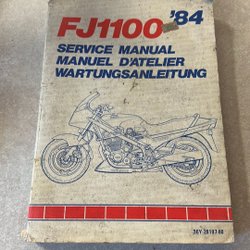 FJ1100 '84
SERVICE MANUAL
MANUEL D'ATELIER
WARTUNGSANLEITUNG